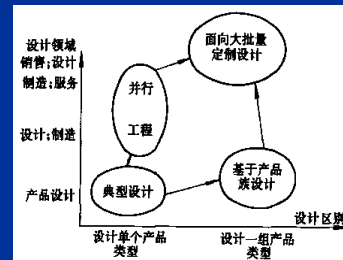 设计领域
销售;设计
制造;服务
设计;制造
产品设计
面向大批量
定制设计
并行
工程
典型设计
基于产品
族设计
设计区别
设计单个产品
类型
设计一组产品
类型